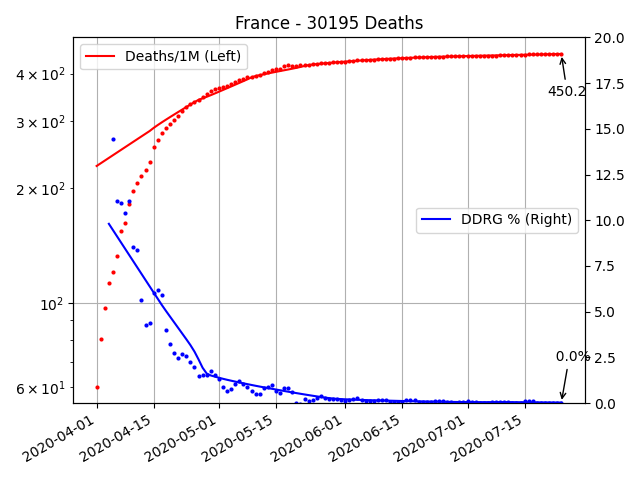 France - 30195 Deaths
Deaths/1M (Left)
DDRG % (Right)
450.2
0.0%
4 × 10²
3 × 10²
2 × 10²
10²
6 × 10¹
20.0
17.5
15.0
12.5
10.0
7.5
5.0
2.5
0.0
2020-04-01
2020-04-15
2020-05-01
2020-05-15
2020-06-01
2020-06-15
2020-07-01
2020-07-15